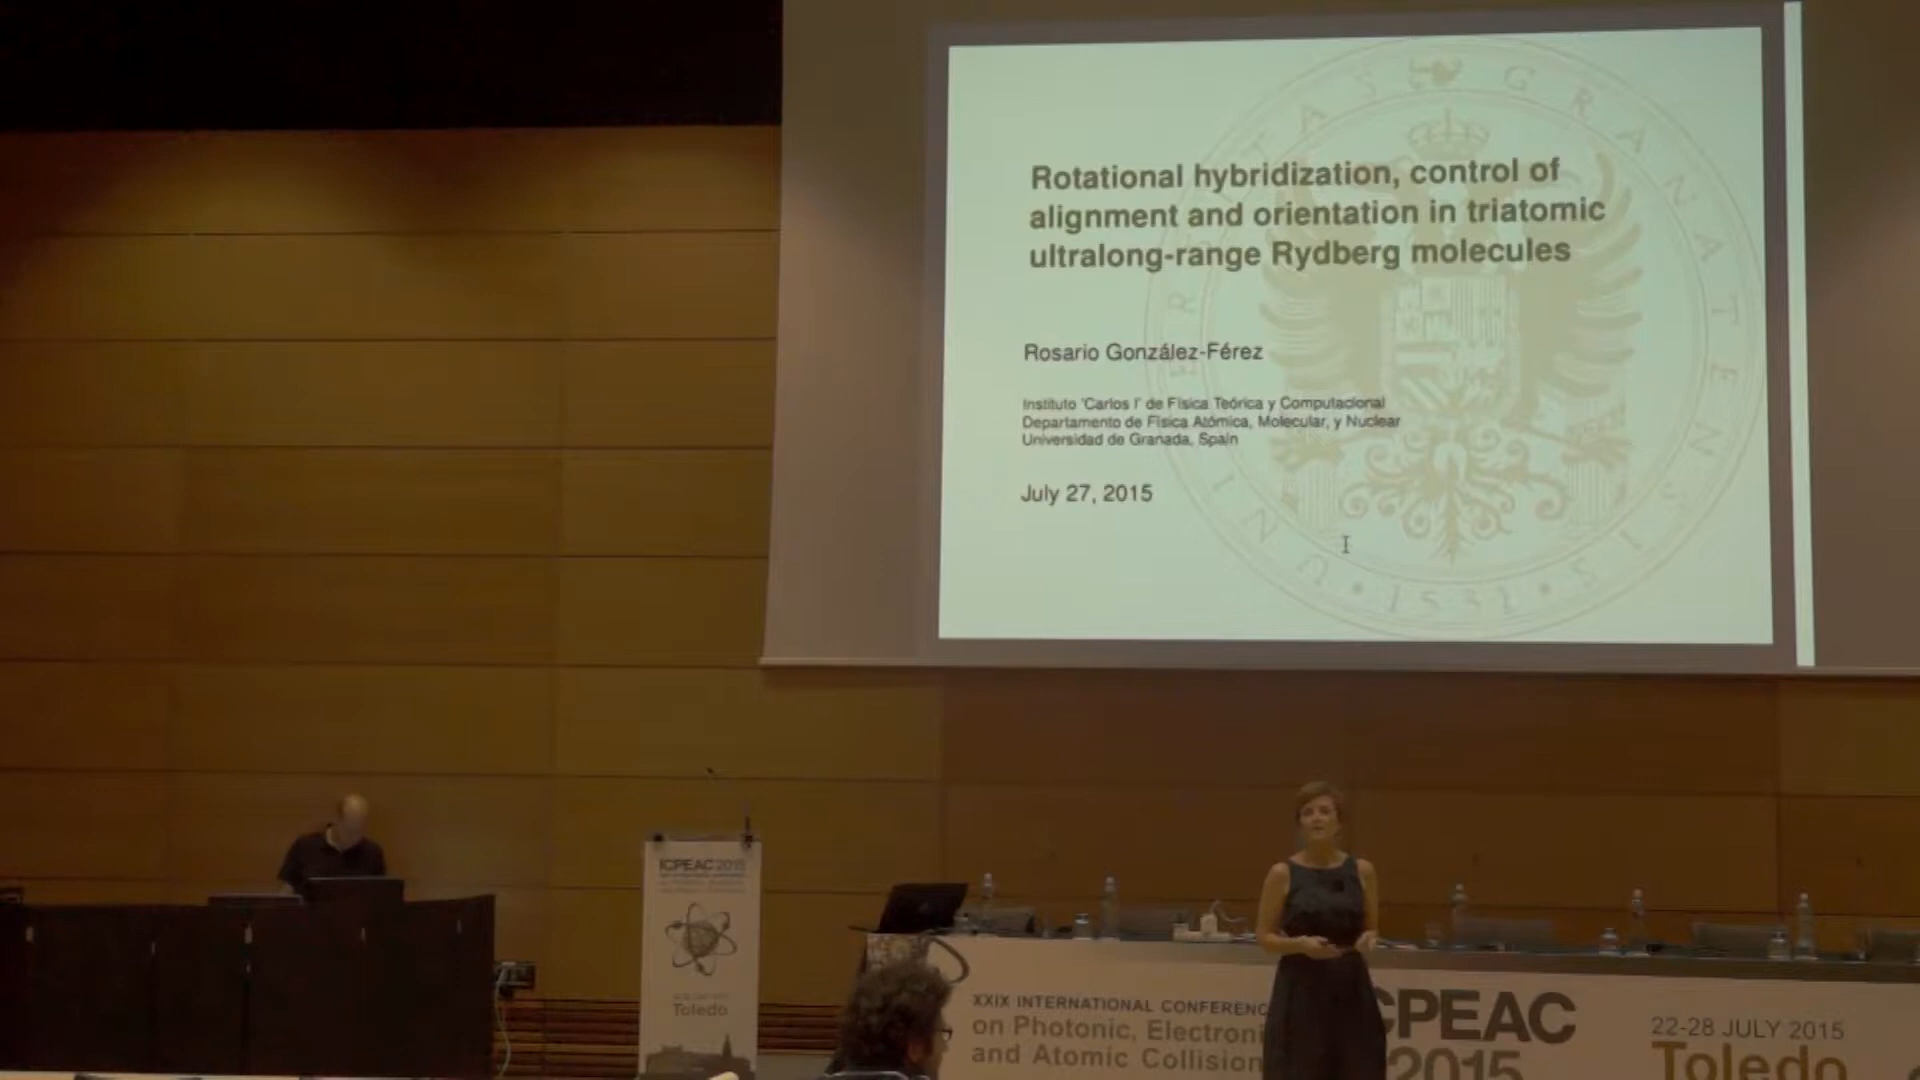 Rotational hybridization, control of
alignment and orientation in triatomic
ultralong-range Rydberg molecules
Rosario González-Férez
Instituto 'Carlos I' de Física Teórica y Computacional
Departamento de Física Atómica, Molecular, y Nuclear
Universidad de Granada, Spain
July 27, 2015
1531
ICPEAC 2015
Toledo
XXIX INTERNATIONAL CONFERENC
on Photonic, Electroni
and Atomic Collision
CPEAC
2015
22-28 JULY 2015
Toledo